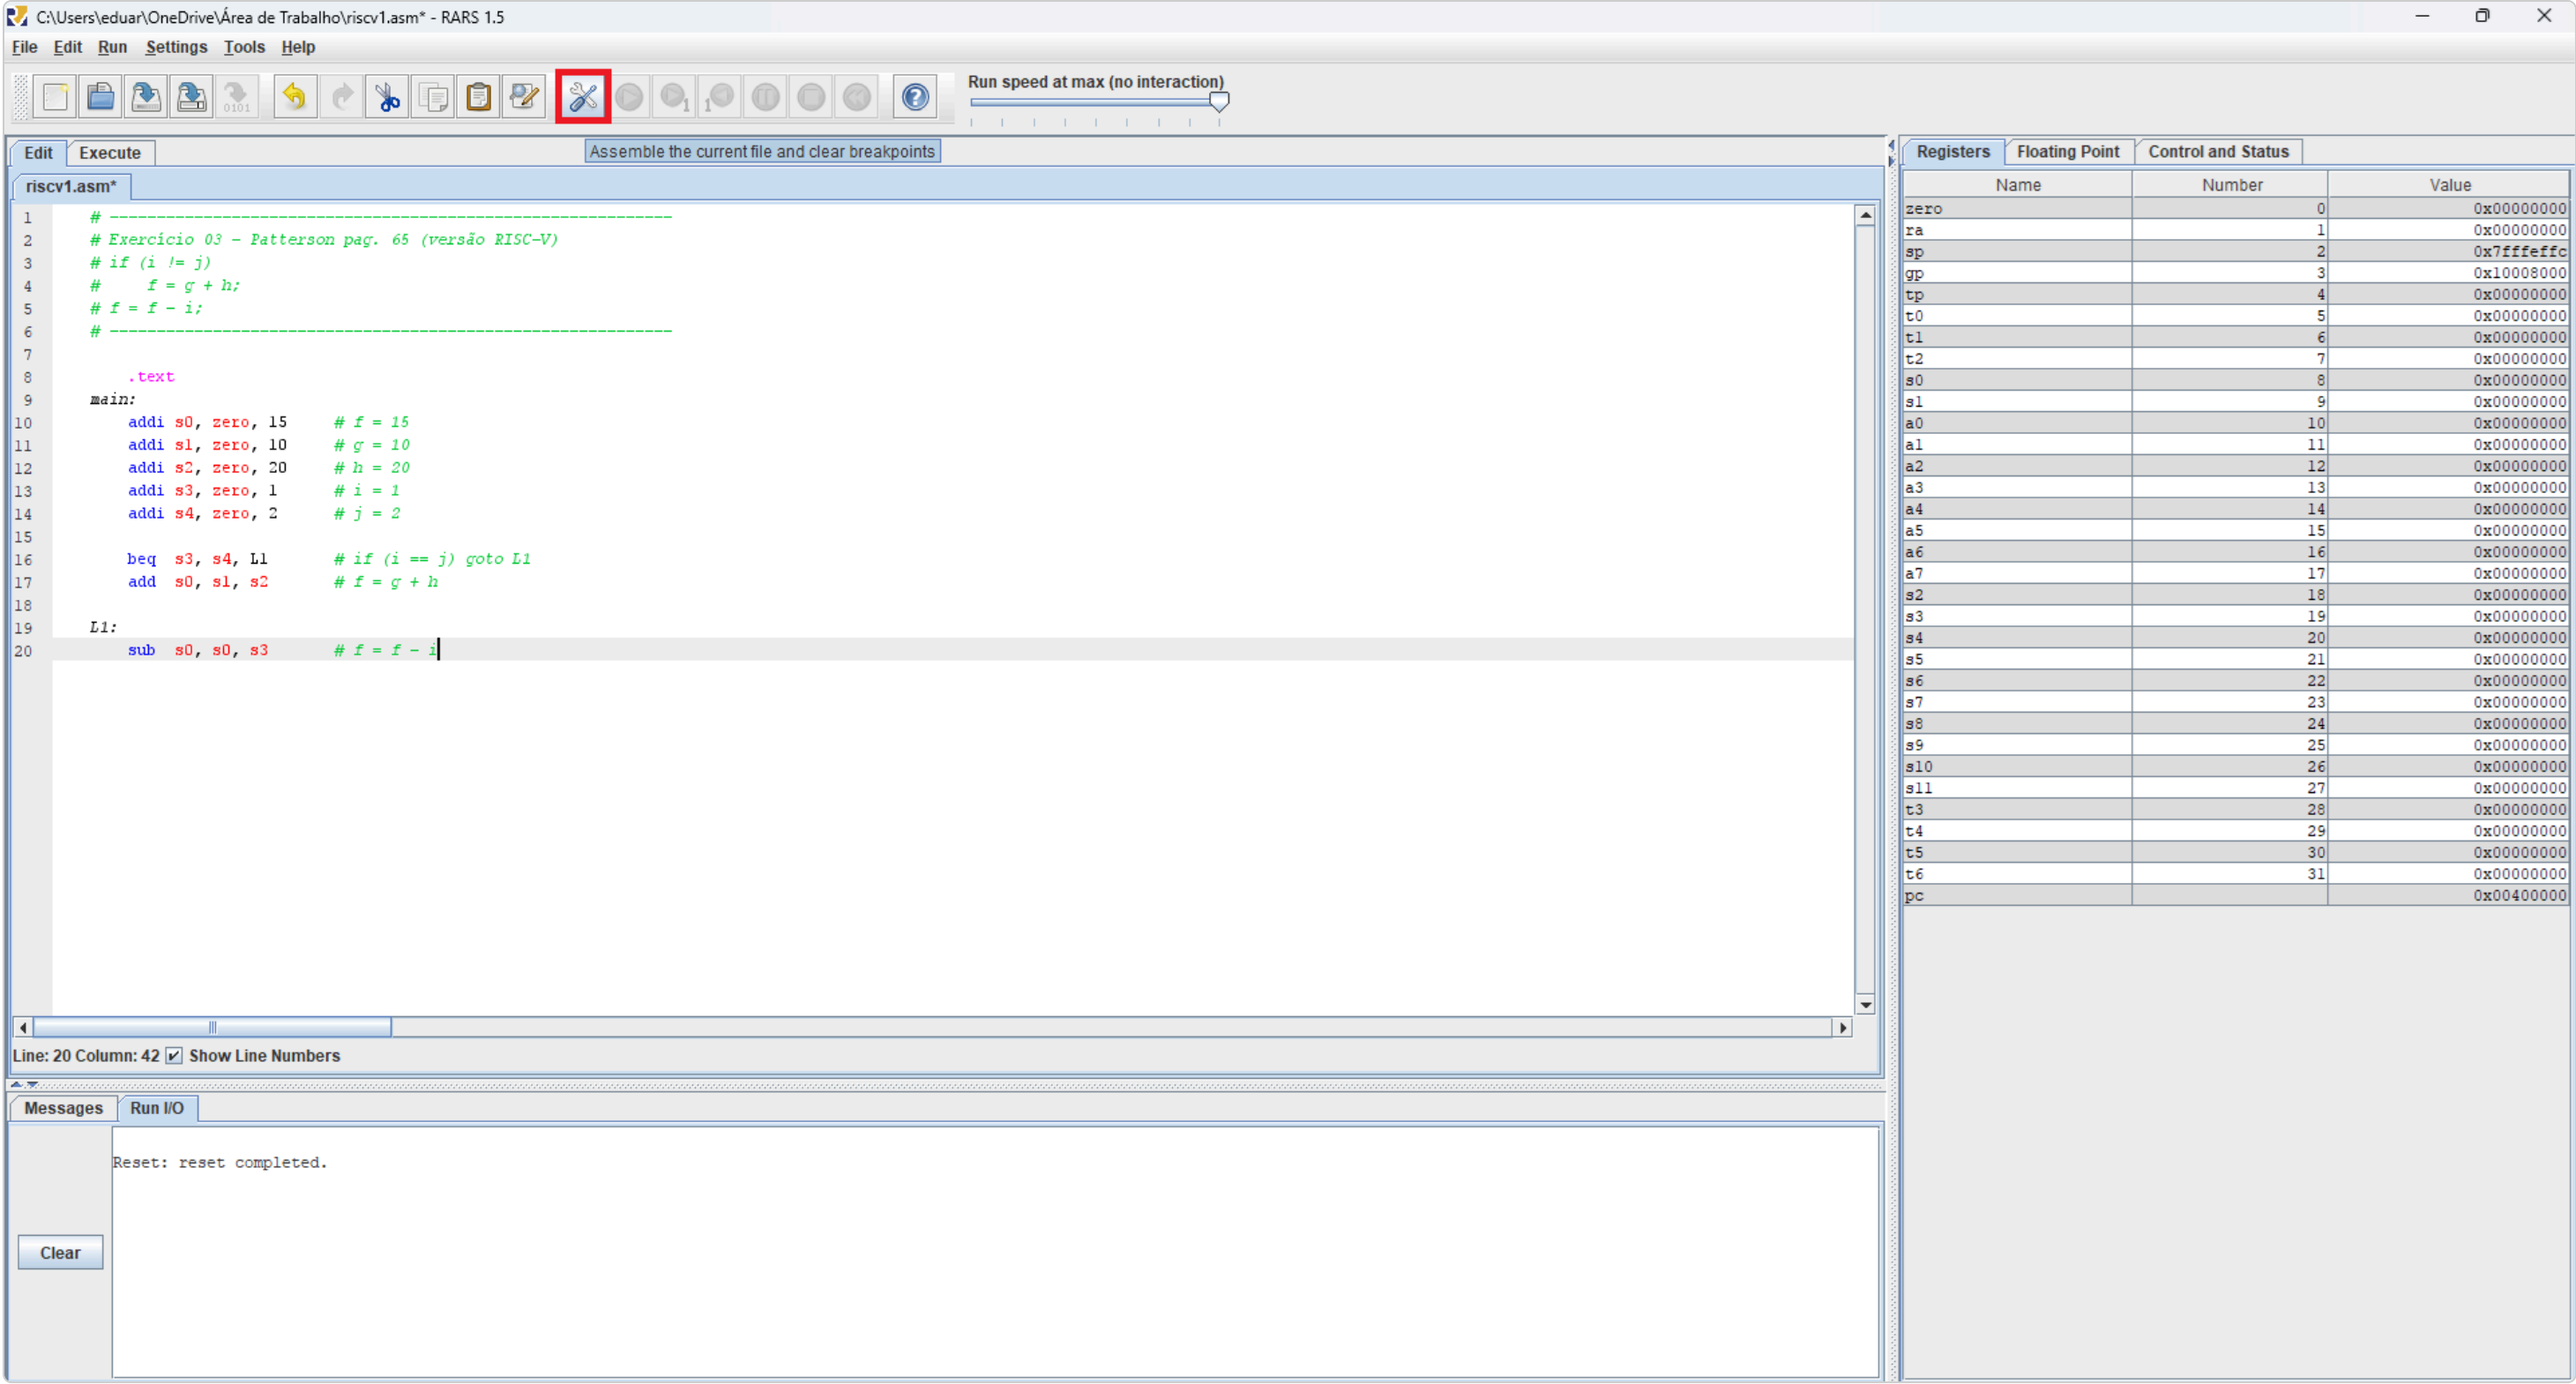 C:\Users\eduar\OneDrive\Área de Trabalho\riscv1.asm* - RARS 1.5
File Edit Run Settings Tools Help
0101
1
1
Run speed at max (no interaction)
Edit Execute
Assemble the current file and clear breakpoints
riscv1.asm*
1 # ------------------------------------------------------------
2 # Exercício 03 - Patterson pag. 65 (versão RISC-V)
3 # if (i != j)
4 #     f = g + h;
5 # f = f - i;
6 # ------------------------------------------------------------
7
8 .text
9 main:
10 addi s0, zero, 15 # f = 15
11 addi s1, zero, 10 # g = 10
12 addi s2, zero, 20 # h = 20
13 addi s3, zero, 1 # i = 1
14 addi s4, zero, 2 # j = 2
15
16 beq s3, s4, L1 # if (i == j) goto L1
17 add s0, s1, s2 # f = g + h
18
19 L1:
20 sub s0, s0, s3 # f = f - i
Line: 20 Column: 42 Show Line Numbers
Messages Run I/O
Reset: reset completed.
Clear
Registers Floating Point Control and Status
Name Number Value
zero 0 0x00000000
ra 1 0x00000000
sp 2 0x7fffeffc
gp 3 0x10008000
tp 4 0x00000000
t0 5 0x00000000
t1 6 0x00000000
t2 7 0x00000000
s0 8 0x00000000
s1 9 0x00000000
a0 10 0x00000000
a1 11 0x00000000
a2 12 0x00000000
a3 13 0x00000000
a4 14 0x00000000
a5 15 0x00000000
a6 16 0x00000000
a7 17 0x00000000
s2 18 0x00000000
s3 19 0x00000000
s4 20 0x00000000
s5 21 0x00000000
s6 22 0x00000000
s7 23 0x00000000
s8 24 0x00000000
s9 25 0x00000000
s10 26 0x00000000
s11 27 0x00000000
t3 28 0x00000000
t4 29 0x00000000
t5 30 0x00000000
t6 31 0x00000000
pc 0x00400000